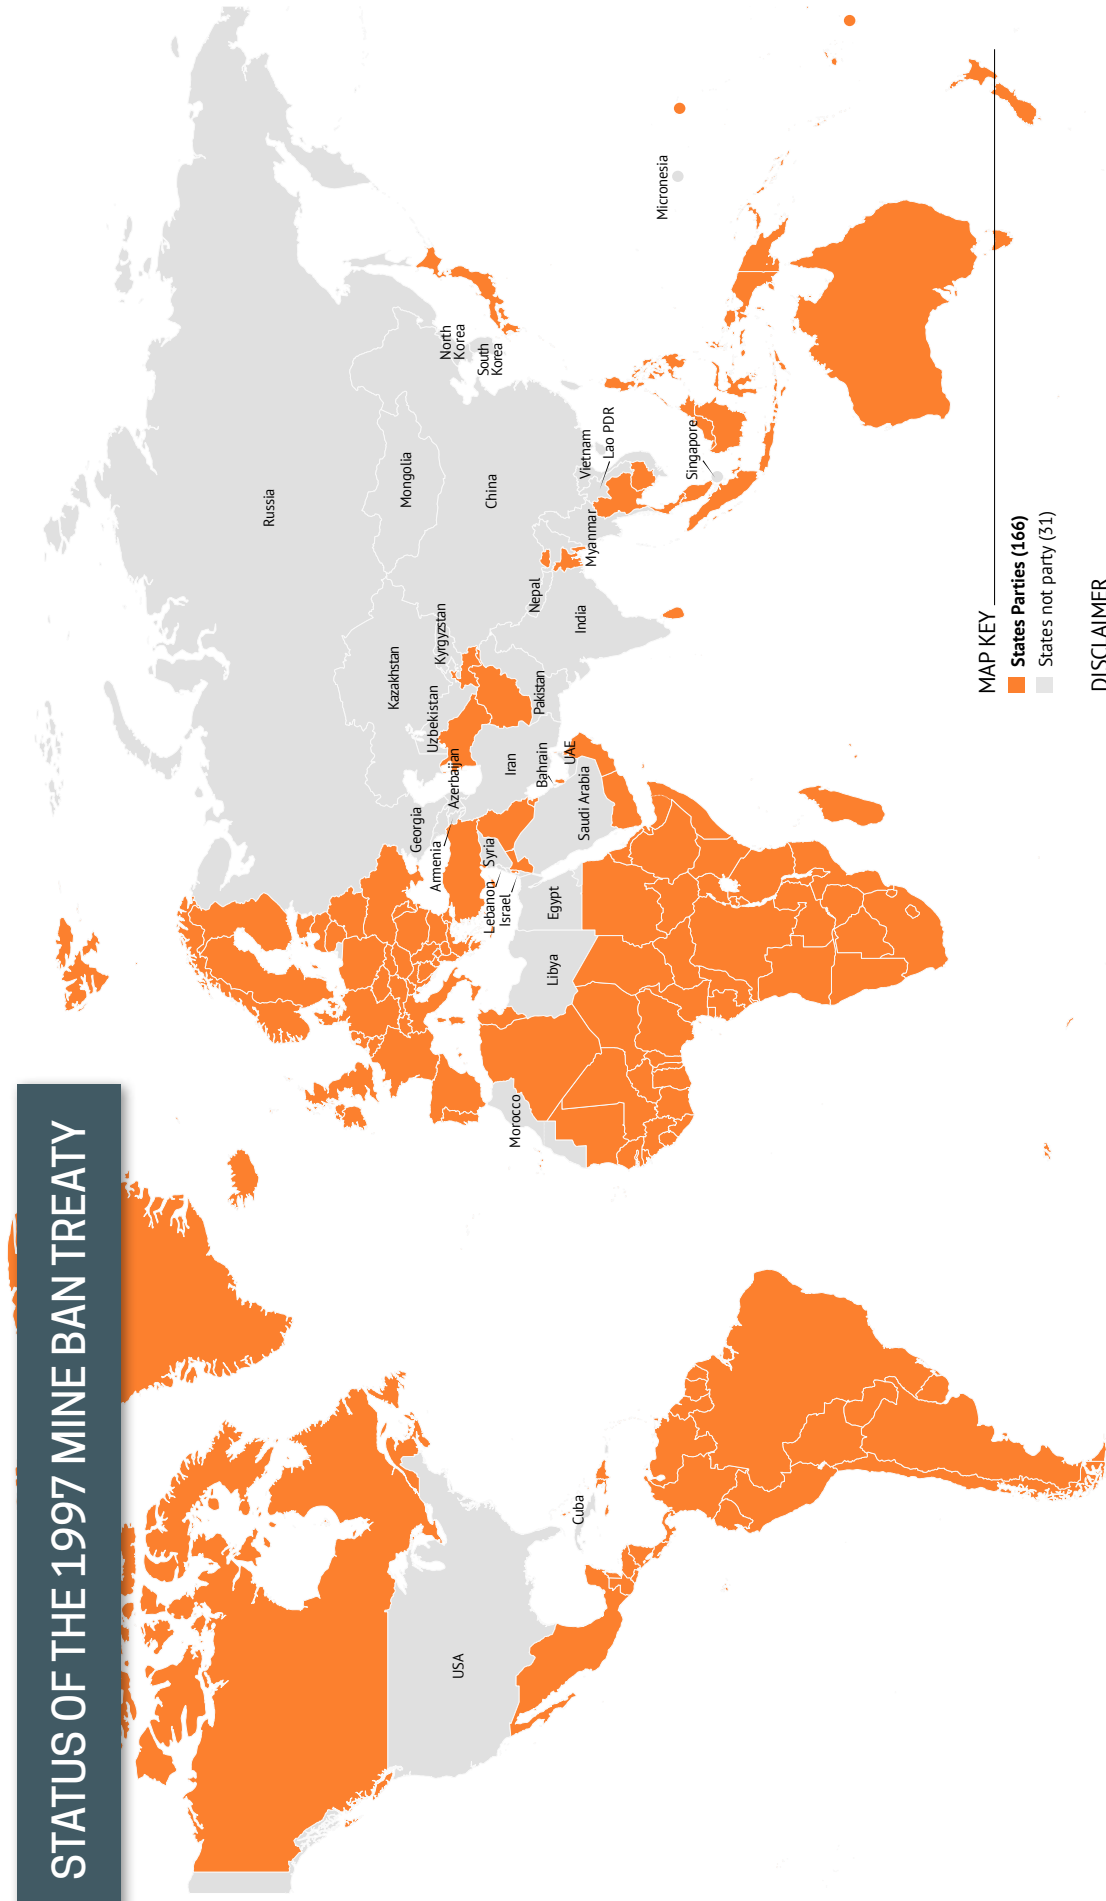 STATUS OF THE 1997 MINE BAN TREATY
Russia
Kazakhstan
Mongolia
Georgia
Uzbekistan
Kyrgyzstan
Armenia
Azerbaijan
North
Korea
South
Korea
USA
Syria
Lebanon
Israel
Iran
China
Morocco
Nepal
Pakistan
Bahrain
UAE
Libya
Egypt
Saudi Arabia
India
Myanmar
Vietnam
Lao PDR
Cuba
Micronesia
Singapore
MAP KEY
States Parties (166)
States not party (31)
DISCLAIMER